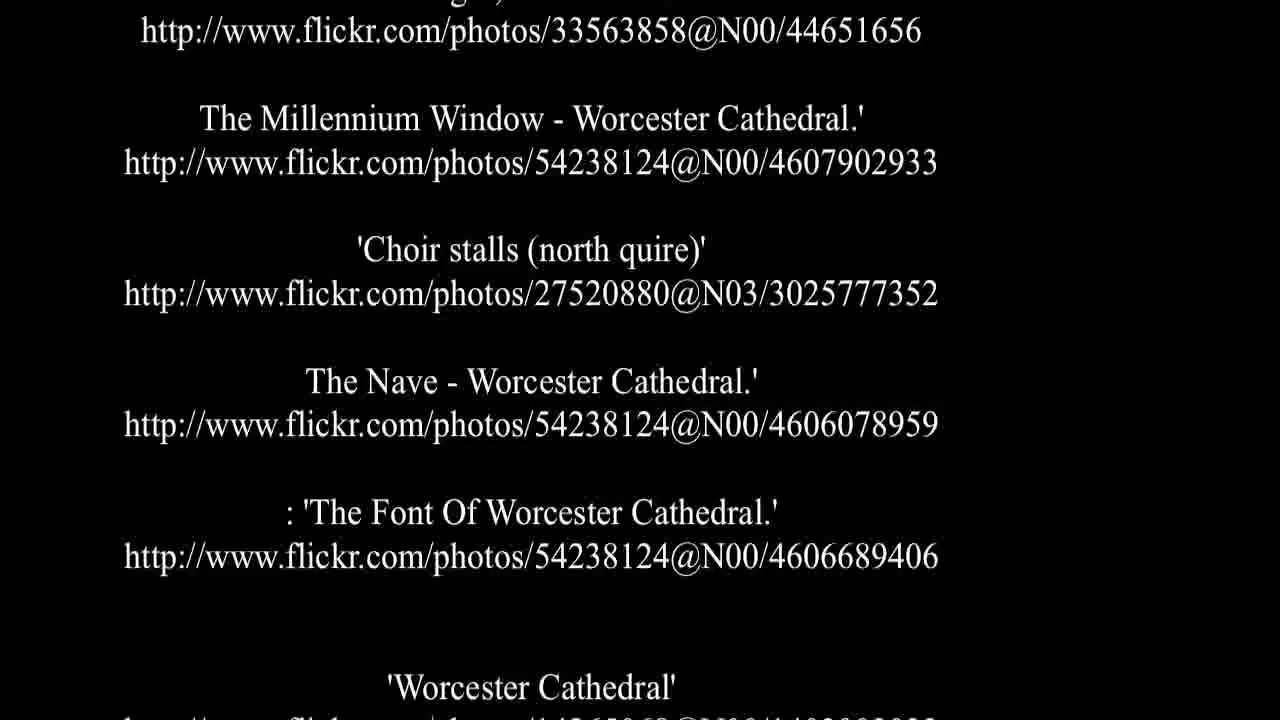 http://www.flickr.com/photos/33563858@N00/44651656
The Millennium Window - Worcester Cathedral.'
http://www.flickr.com/photos/54238124@N00/4607902933
'Choir stalls (north quire)'
http://www.flickr.com/photos/27520880@N03/3025777352
The Nave - Worcester Cathedral.'
http://www.flickr.com/photos/54238124@N00/4606078959
: 'The Font Of Worcester Cathedral.'
http://www.flickr.com/photos/54238124@N00/4606689406
'Worcester Cathedral'